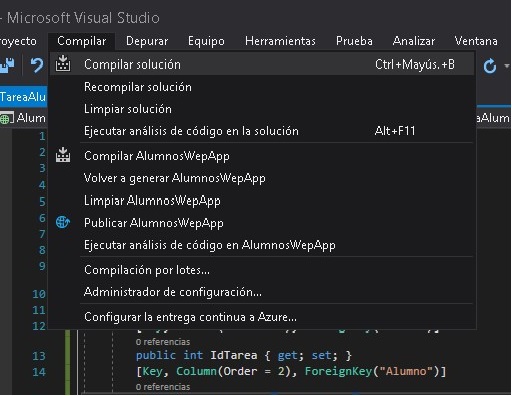 - Microsoft Visual Studio
royecto Compilar Depurar Equipo Herramientas Prueba Analizar Ventana
Compilar solución Ctrl+Mayús.+B
TareaAlu
Recompilar solución
Alum Limpiar solución aAlum
1 Ejecutar análisis de código en la solución Alt+F11
2 Compilar AlumnosWepApp
3
4 Volver a generar AlumnosWepApp
5 Limpiar AlumnosWepApp
6 Publicar AlumnosWepApp
7
8 Ejecutar análisis de código en AlumnosWepApp
9 Compilación por lotes...
10 Administrador de configuración...
11 Configurar la entrega continua a Azure...
12
0 referencias
13 public int IdTarea { get; set; }
0 referencias
14 [Key, Column(Order = 2), ForeignKey("Alumno")]